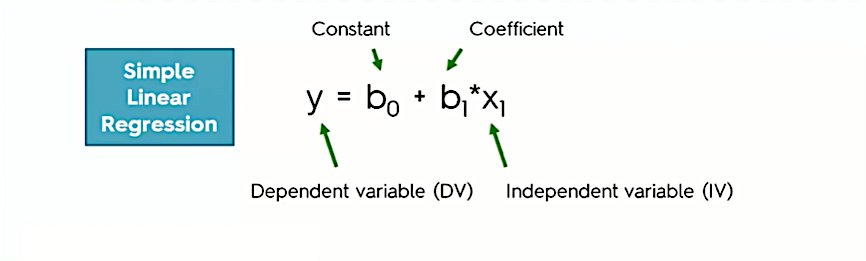 Constant
Coefficient
Simple
Linear
Regression
y = b₀ + b₁*x₁
Dependent variable (DV)
Independent variable (IV)